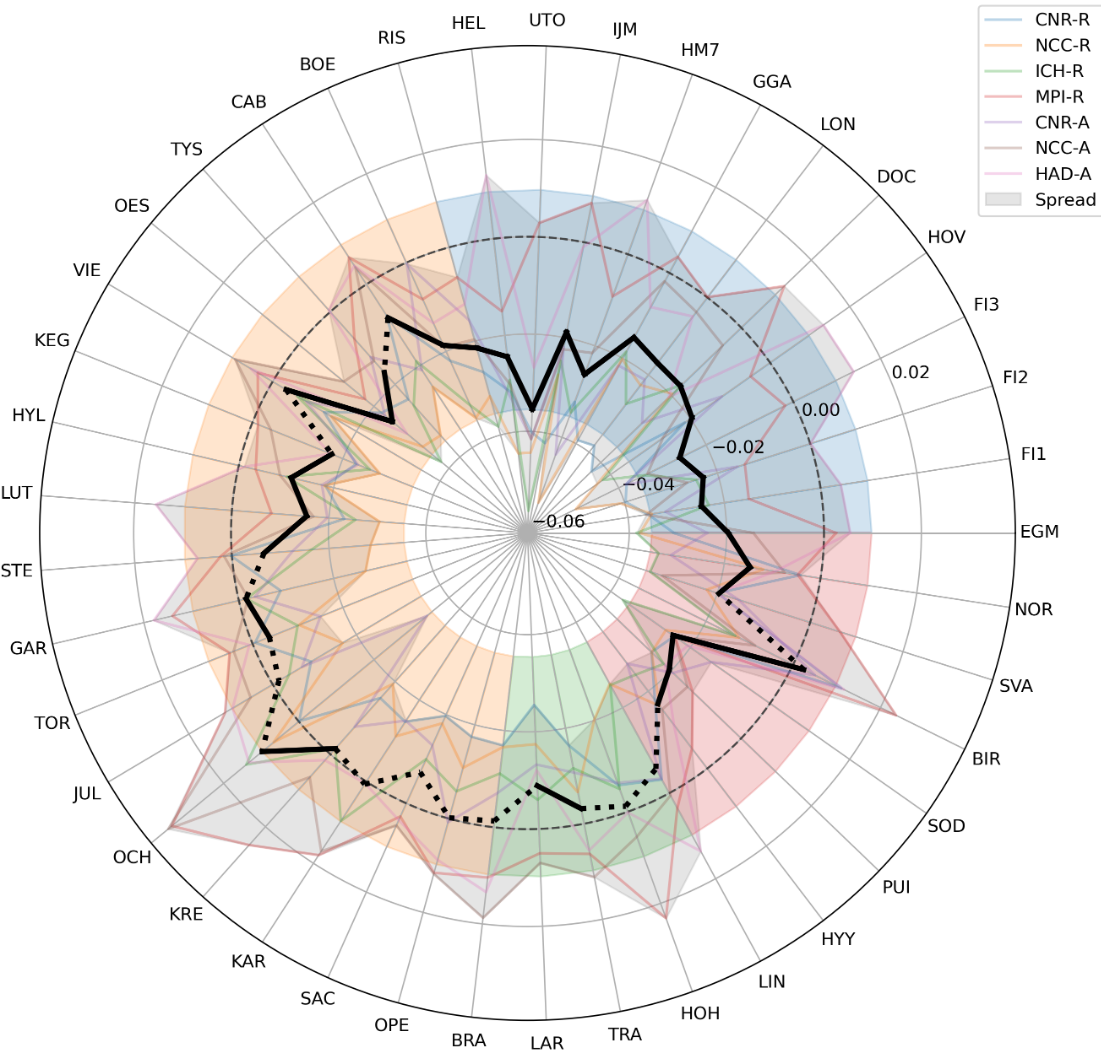 CNR-R
NCC-R
ICH-R
MPI-R
CNR-A
NCC-A
HAD-A
Spread
UTO
HEL
IJM
RIS
HM7
BOE
GGA
CAB
LON
TYS
DOC
OES
HOV
VIE
FI3
KEG
0.02
FI2
HYL
0.00
−0.02
FI1
LUT
−0.04
−0.06
EGM
STE
NOR
GAR
SVA
TOR
BIR
JUL
SOD
OCH
PUI
KRE
HYY
KAR
LIN
SAC
HOH
OPE
TRA
BRA
LAR